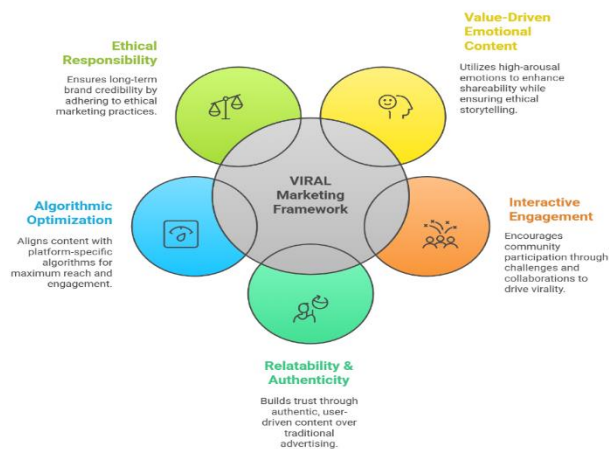 Value-Driven
Emotional
Content
Utilizes high-arousal
emotions to enhance
shareability while
ensuring ethical
storytelling.
Ethical
Responsibility
Ensures long-term
brand credibility by
adhering to ethical
marketing practices.
VIRAL
Marketing
Framework
Algorithmic
Optimization
Aligns content with
platform-specific
algorithms for
maximum reach and
engagement.
Interactive
Engagement
Encourages
community
participation through
challenges and
collaborations to
drive virality.
Relatability &
Authenticity
Builds trust through
authentic, user-
driven content over
traditional
advertising.